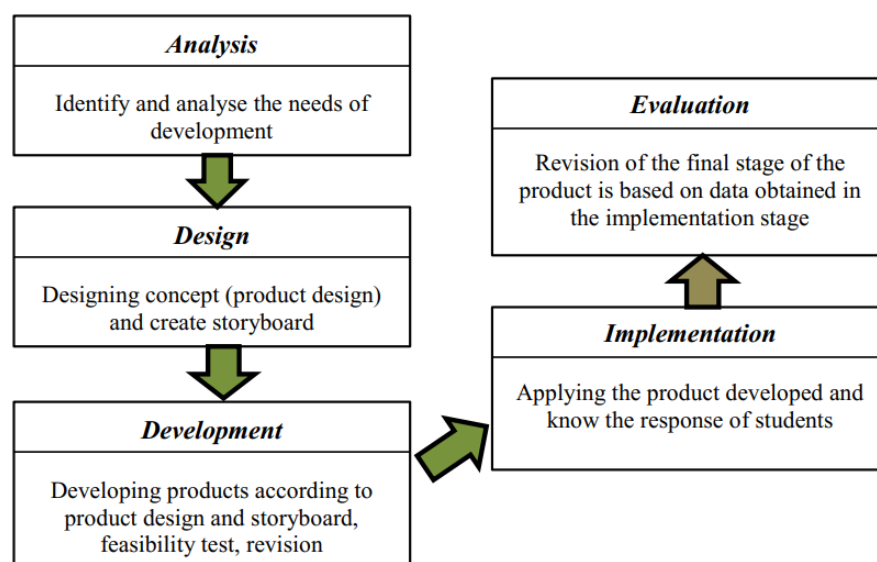 Analysis
Identify and analyse the needs of
development
Design
Designing concept (product design)
and create storyboard
Development
Developing products according to
product design and storyboard,
feasibility test, revision
Implementation
Applying the product developed and
know the response of students
Evaluation
Revision of the final stage of the
product is based on data obtained in
the implementation stage